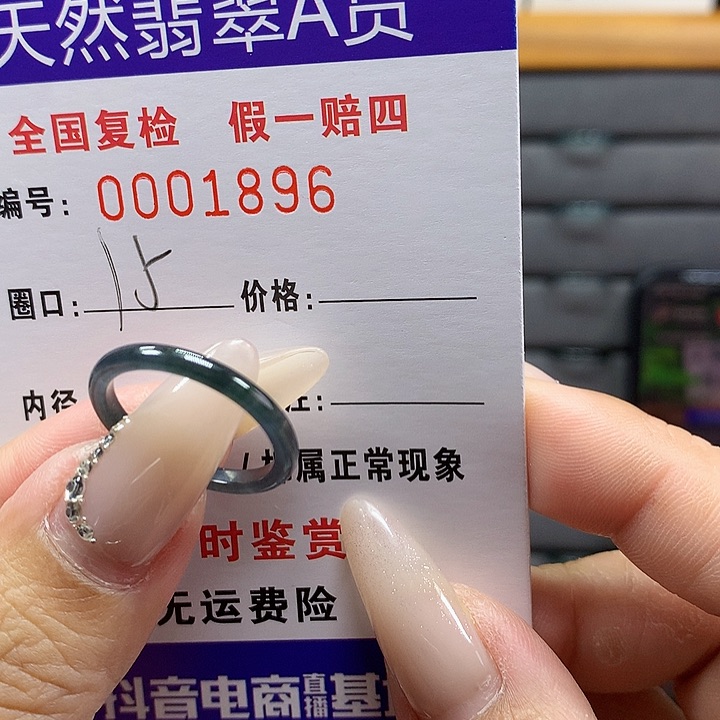 天然翡翠A货
全国复检 假一赔四
编号: 0001896
圈口: 15 价格:
内径 注:
属正常现象
时鉴赏
无运费险
抖音电商直播基